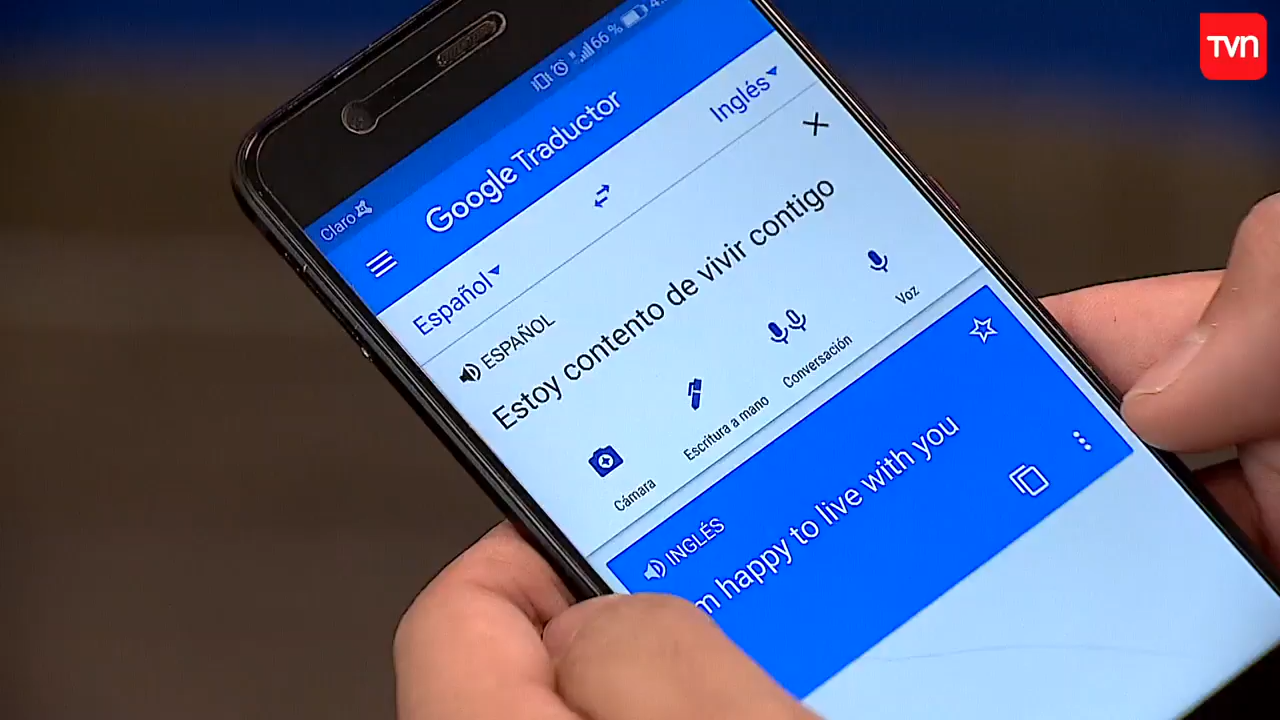 TVN
Claro
66 %
Google Traductor
Español
Inglés
ESPAÑOL
Estoy contento de vivir contigo
Cámara
Escritura a mano
Conversación
Voz
INGLÉS
m happy to live with you